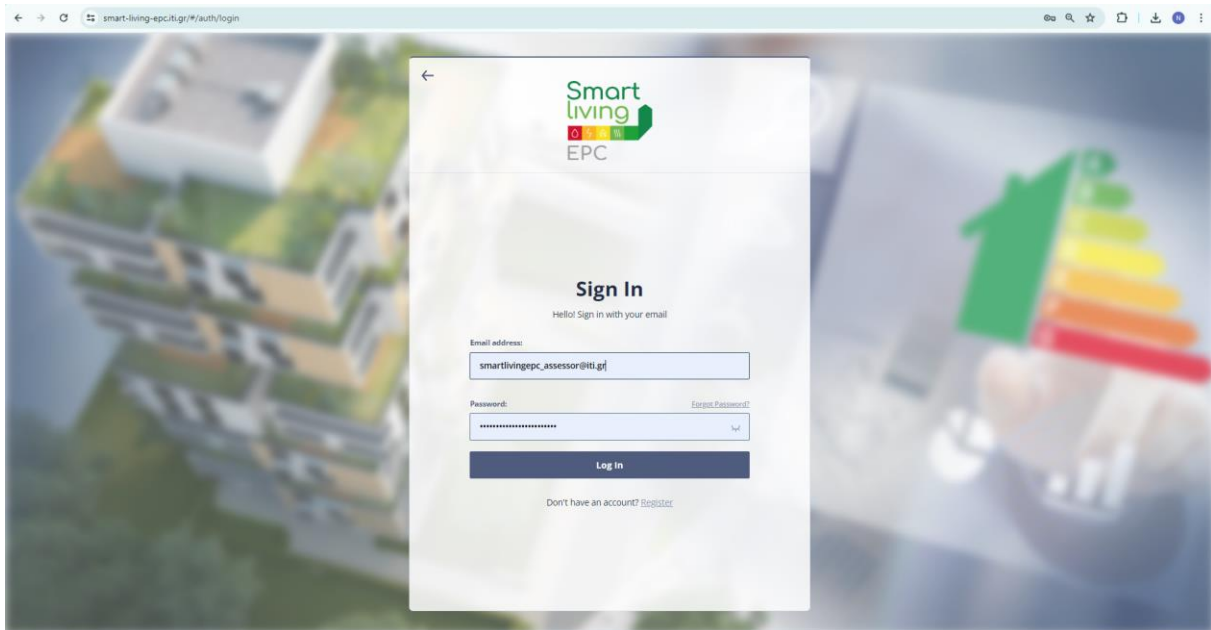 smart-living-epc.iti.gr/#/auth/login
N
Smart
living
EPC
Sign In
Hello! Sign in with your email
Email address:
smartlivingepc_assessor@iti.gr
Password:
Forgot Password?
••••••••••••••••••••••••
Log In
Don't have an account? Register